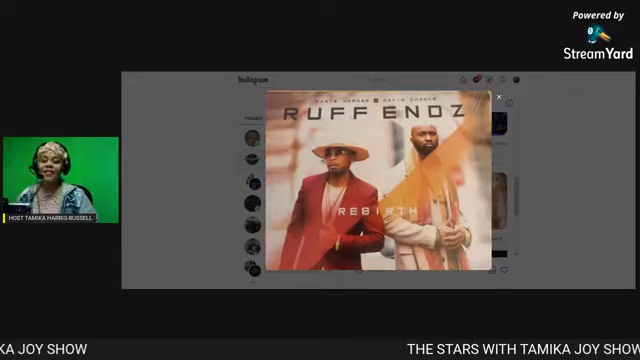 Powered by
StreamYard
Instagram
DANTE JORDAN DAVID CHANCE
RUFF ENDZ
REBIRTH
HOST TAMIKA HARRIS-RUSSELL
KA JOY SHOW
THE STARS WITH TAMIKA JOY SHOW